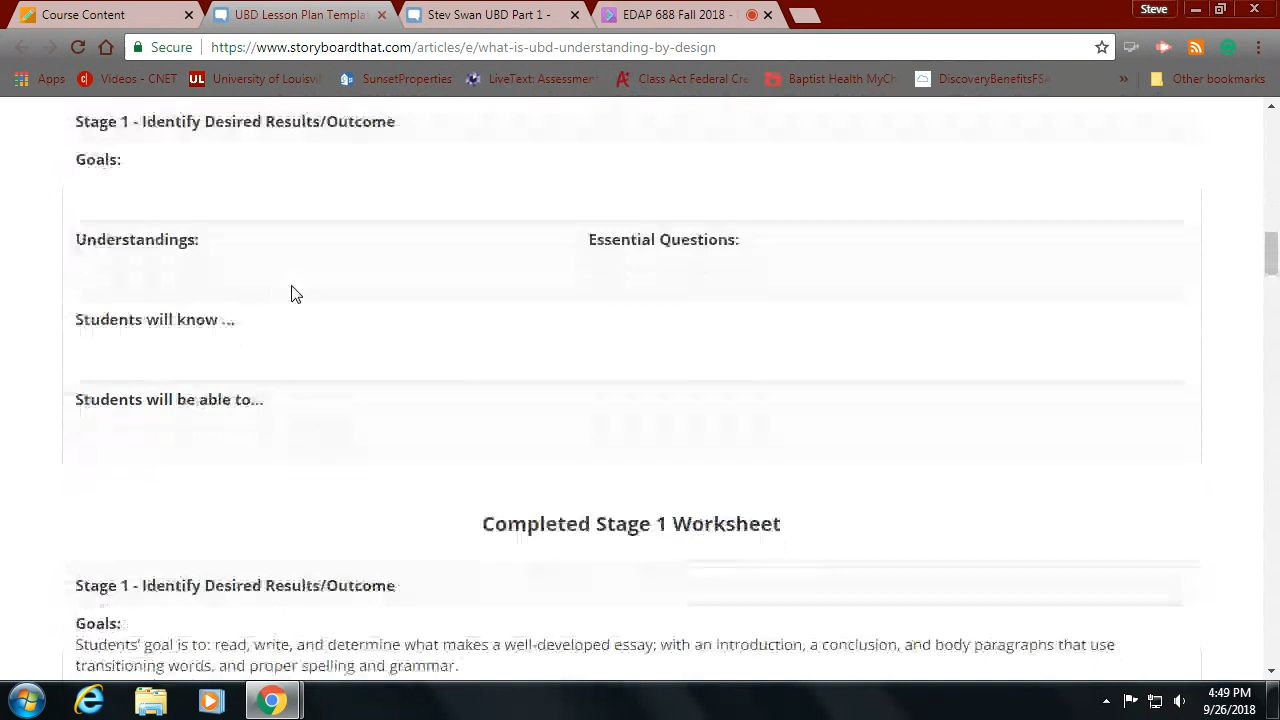 Steve
Course Content
UBD Lesson Plan Templat
Stev Swan UBD Part 1 -
EDAP 688 Fall 2018 -
Secure
https://www.storyboardthat.com/articles/e/what-is-ubd-understanding-by-design
Apps
Videos - CNET
University of Louisvil
SunsetProperties
LiveText: Assessment
Class Act Federal Cre
Baptist Health MyCh
DiscoveryBenefitsFSA
»
Other bookmarks
Stage 1 - Identify Desired Results/Outcome
Goals:
Understandings:
Essential Questions:
Students will know ...
Students will be able to...
Completed Stage 1 Worksheet
Stage 1 - Identify Desired Results/Outcome
Goals:
Students' goal is to: read, write, and determine what makes a well-developed essay; with an introduction, a conclusion, and body paragraphs that use
transitioning words, and proper spelling and grammar.
4:49 PM
9/26/2018